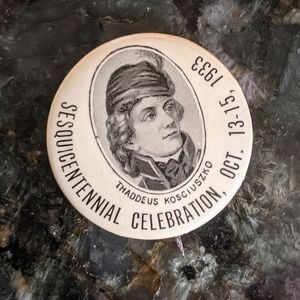 THADDEUS KOSCIUSZKO
SESQUICENTENNIAL CELEBRATION, OCT. 13-15, 1933